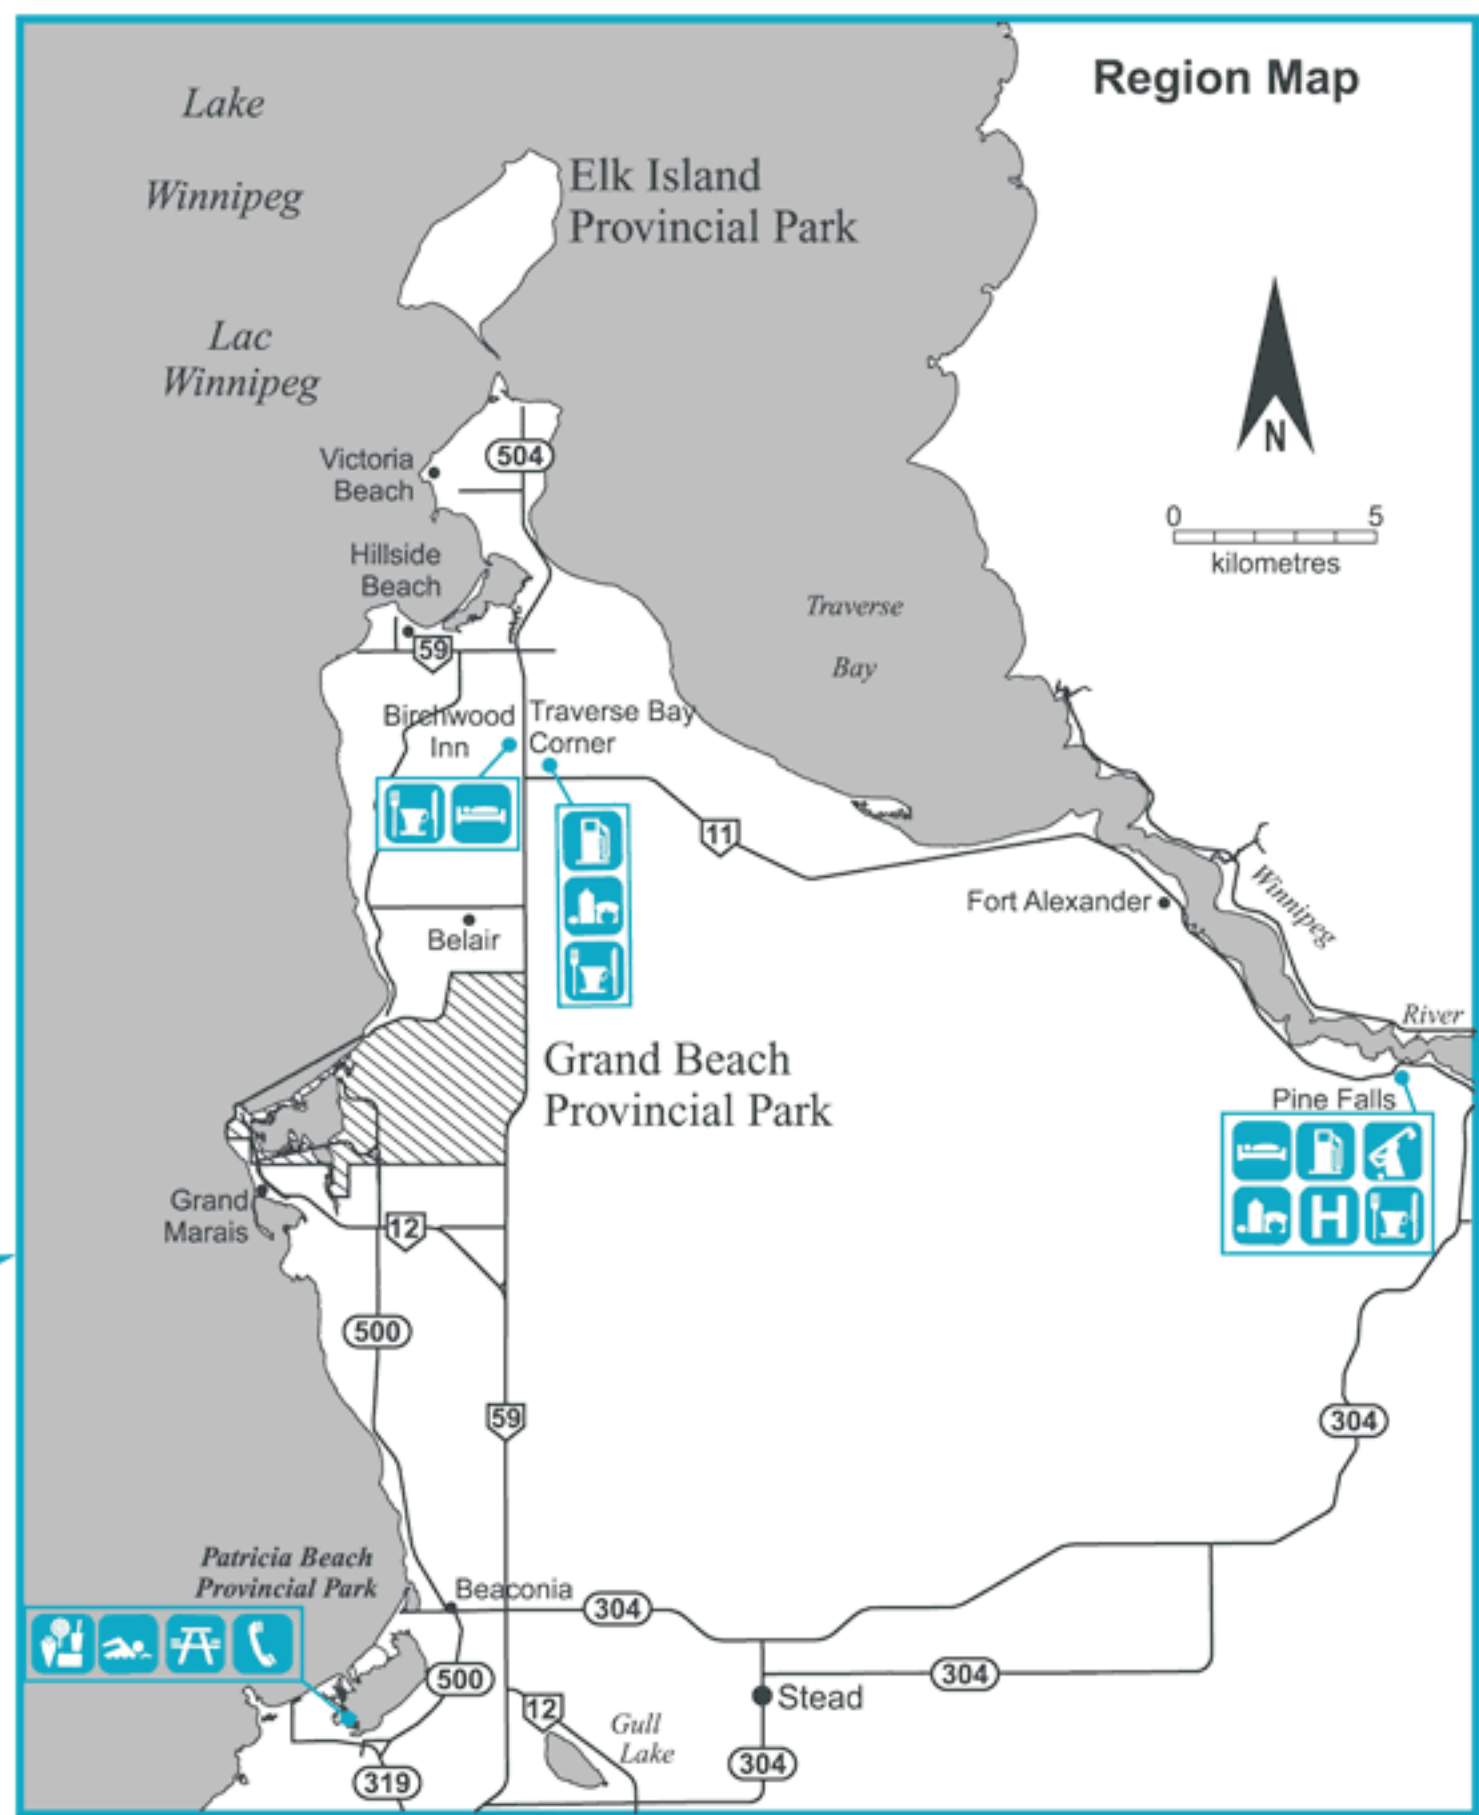 Region Map
Lake
Winnipeg
Elk Island
Provincial Park
Lac
Winnipeg
N
Victoria
Beach
504
0 5
kilometres
Hillside
Beach
59
Traverse
Bay
Birchwood
Inn
Traverse Bay
Corner
11
Fort Alexander
Winnipeg
River
Belair
Grand Beach
Provincial Park
Pine Falls
H
Grand
Marais
12
500
59
304
Patricia Beach
Provincial Park
Beaconia
304
500
304
Stead
12
Gull
Lake
304
319